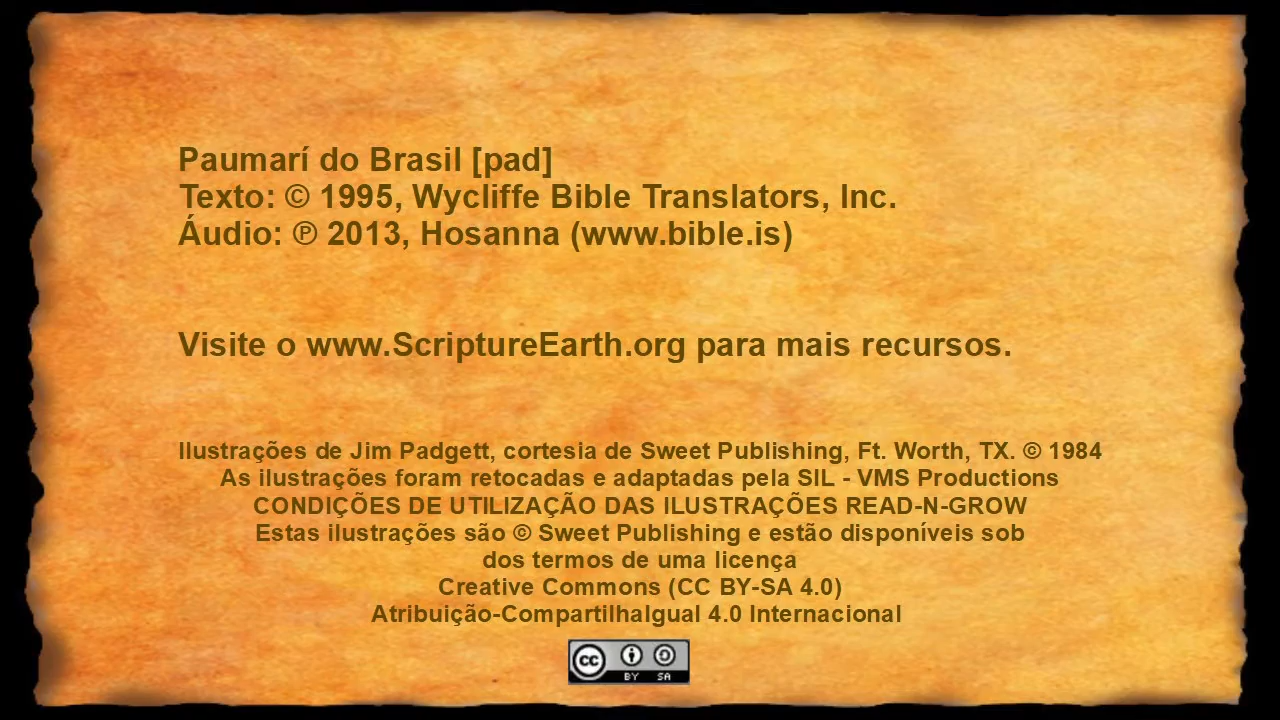 Paumarí do Brasil [pad]
Texto: © 1995, Wycliffe Bible Translators, Inc.
Áudio: ℗ 2013, Hosanna (www.bible.is)
Visite o www.ScriptureEarth.org para mais recursos.
Ilustrações de Jim Padgett, cortesia de Sweet Publishing, Ft. Worth, TX. © 1984
As ilustrações foram retocadas e adaptadas pela SIL - VMS Productions
CONDIÇÕES DE UTILIZAÇÃO DAS ILUSTRAÇÕES READ-N-GROW
Estas ilustrações são © Sweet Publishing e estão disponíveis sob
dos termos de uma licença
Creative Commons (CC BY-SA 4.0)
Atribuição-CompartilhaIgual 4.0 Internacional
cc BY SA